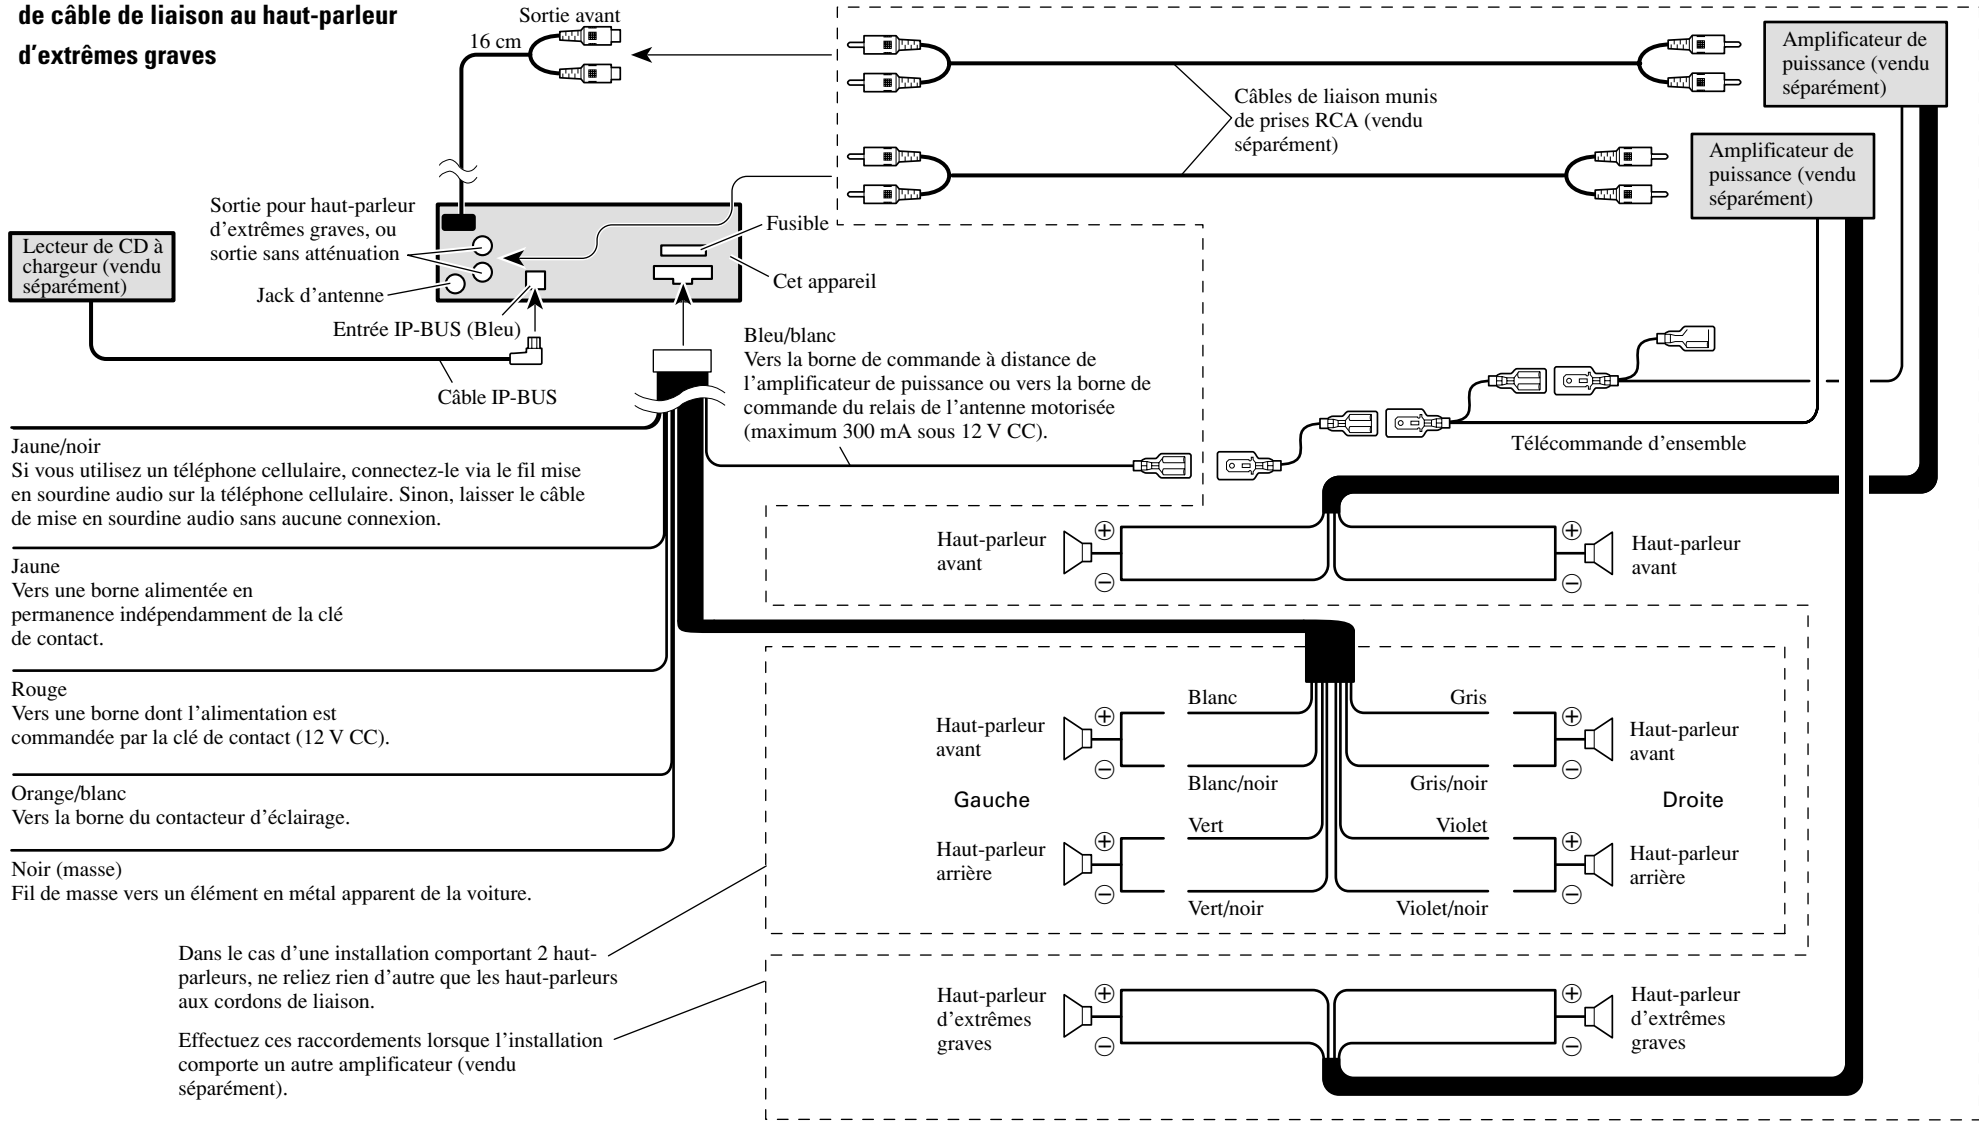 de câble de liaison au haut-parleur
d’extrêmes graves
Sortie avant
16 cm
Câbles de liaison munis
de prises RCA (vendu
séparément)
Amplificateur de
puissance (vendu
séparément)
Amplificateur de
puissance (vendu
séparément)
Sortie pour haut-parleur
d’extrêmes graves, ou
sortie sans atténuation
Fusible
Lecteur de CD à
chargeur (vendu
séparément)
Jack d’antenne
Cet appareil
Entrée IP-BUS (Bleu)
Câble IP-BUS
Bleu/blanc
Vers la borne de commande à distance de
l’amplificateur de puissance ou vers la borne de
commande du relais de l’antenne motorisée
(maximum 300 mA sous 12 V CC).
Télécommande d’ensemble
Jaune/noir
Si vous utilisez un téléphone cellulaire, connectez-le via le fil mise
en sourdine audio sur la téléphone cellulaire. Sinon, laisser le câble
de mise en sourdine audio sans aucune connexion.
Jaune
Vers une borne alimentée en
permanence indépendamment de la clé
de contact.
Rouge
Vers une borne dont l’alimentation est
commandée par la clé de contact (12 V CC).
Orange/blanc
Vers la borne du contacteur d’éclairage.
Noir (masse)
Fil de masse vers un élément en métal apparent de la voiture.
Haut-parleur
avant
+
−
+
−
Haut-parleur
avant
Haut-parleur
avant
+
−
Blanc
Blanc/noir
Gris
Gris/noir
+
−
Haut-parleur
avant
Gauche
Droite
Haut-parleur
arrière
+
−
Vert
Vert/noir
Violet
Violet/noir
+
−
Haut-parleur
arrière
Dans le cas d’une installation comportant 2 haut-
parleurs, ne reliez rien d’autre que les haut-parleurs
aux cordons de liaison.
Effectuez ces raccordements lorsque l’installation
comporte un autre amplificateur (vendu
séparément).
Haut-parleur
d’extrêmes
graves
+
−
+
−
Haut-parleur
d’extrêmes
graves